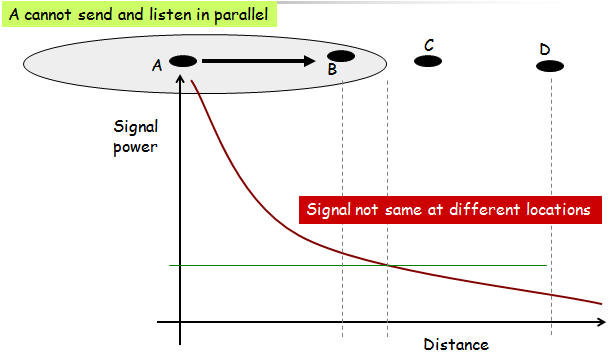 A cannot send and listen in parallel
A
B
C
D
Signal
power
Signal not same at different locations
Distance